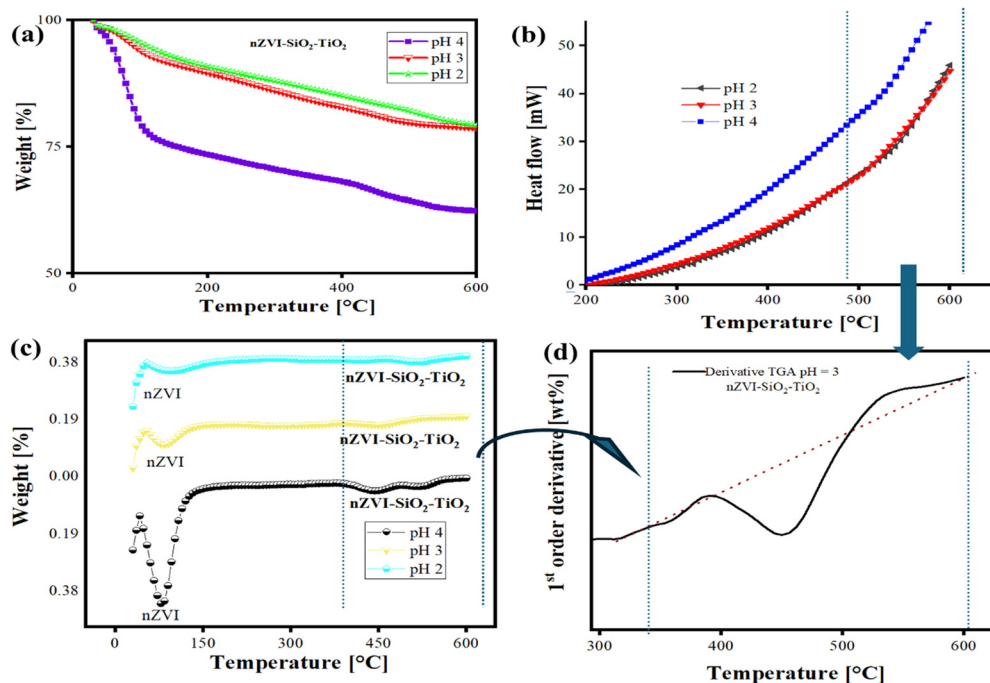 (a)
nZVI-SiO₂-TiO₂
pH 4
pH 3
pH 2
100
75
50
Weight [%]
0
200
400
600
Temperature [°C]
(b)
pH 2
pH 3
pH 4
50
40
30
20
10
0
Heat flow [mW]
200
300
400
500
600
Temperature [°C]
(c)
0.38
0.19
0.00
0.19
0.38
Weight [%]
nZVI
nZVI-SiO₂-TiO₂
nZVI
nZVI-SiO₂-TiO₂
nZVI-SiO₂-TiO₂
nZVI
pH 4
pH 3
pH 2
0
150
300
450
600
Temperature [°C]
(d)
Derivative TGA pH = 3
nZVI-SiO₂-TiO₂
1st order derivative [wt%]
300
400
500
600
Temperature [°C]